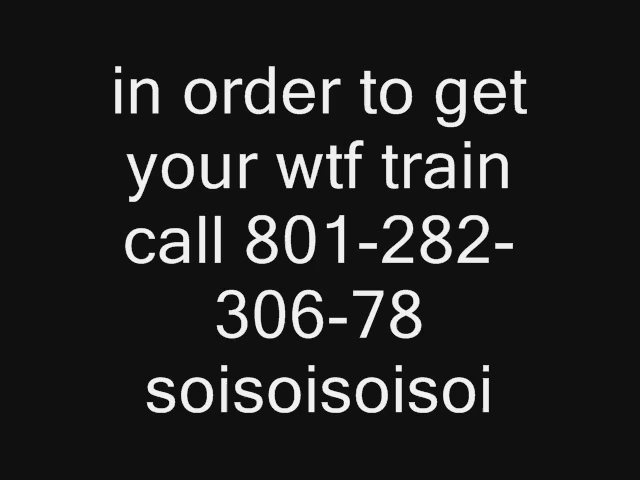 in order to get
your wtf train
call 801-282-
306-78
soisoisoisoi